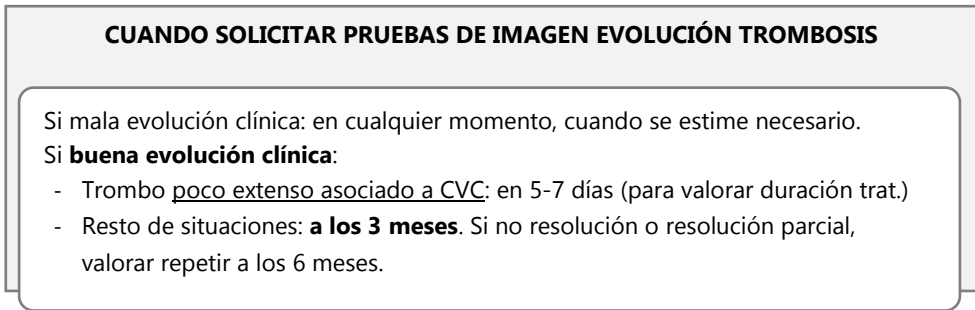 CUANDO SOLICITAR PRUEBAS DE IMAGEN EVOLUCIÓN TROMBOSIS
Si mala evolución clínica: en cualquier momento, cuando se estime necesario.
Si buena evolución clínica:
- Trombo poco extenso asociado a CVC: en 5-7 días (para valorar duración trat.)
- Resto de situaciones: a los 3 meses. Si no resolución o resolución parcial,
valorar repetir a los 6 meses.